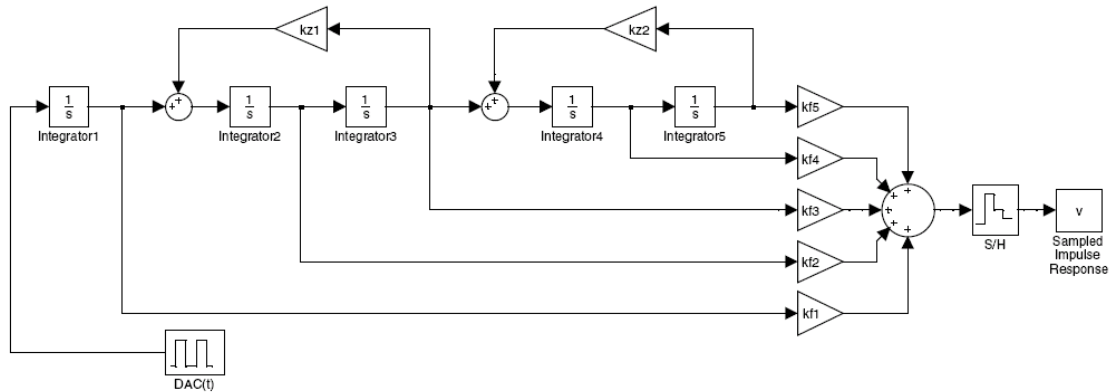 kz1
kz2
1
s
Integrator1
1
s
Integrator2
1
s
Integrator3
1
s
Integrator4
1
s
Integrator5
kf5
kf4
kf3
kf2
kf1
S/H
v
Sampled
Impulse
Response
DAC(t)